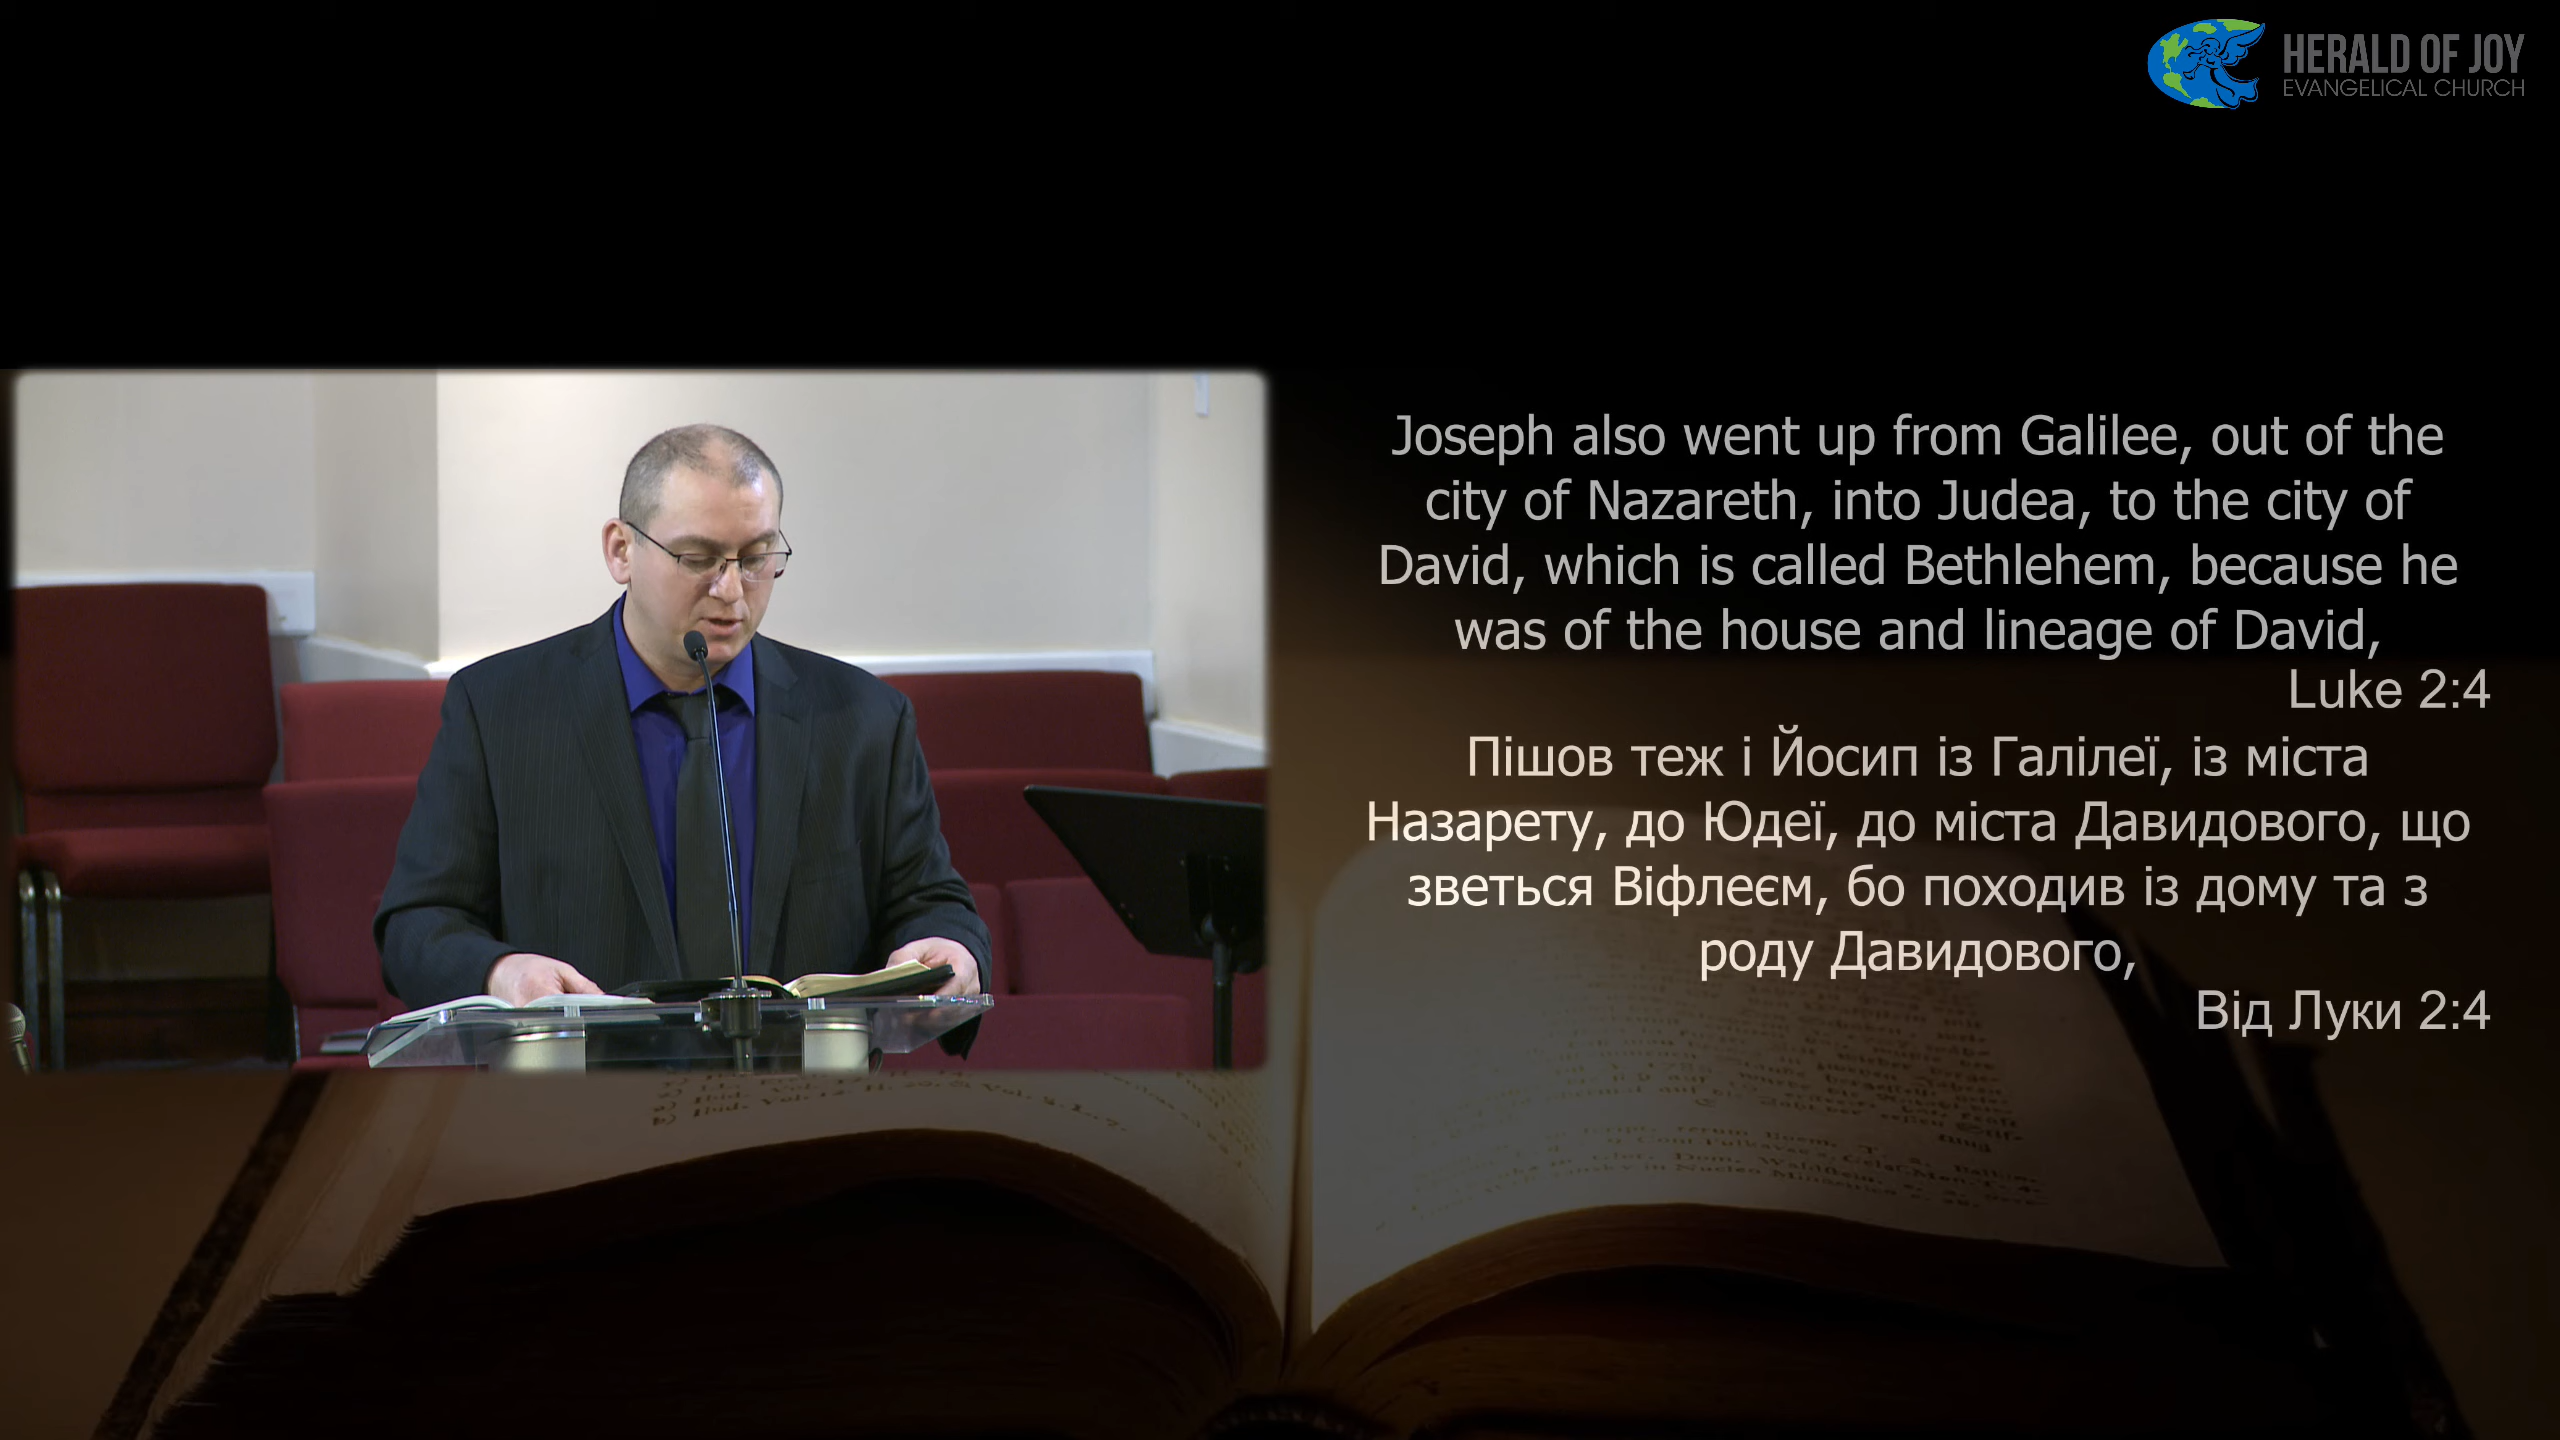 HERALD OF JOY
EVANGELICAL CHURCH
Joseph also went up from Galilee, out of the
city of Nazareth, into Judea, to the city of
David, which is called Bethlehem, because he
was of the house and lineage of David,
Luke 2:4
Пішов теж і Йосип із Галілеї, із міста
Назарету, до Юдеї, до міста Давидового, що
зветься Віфлеєм, бо походив із дому та з
роду Давидового,
Від Луки 2:4